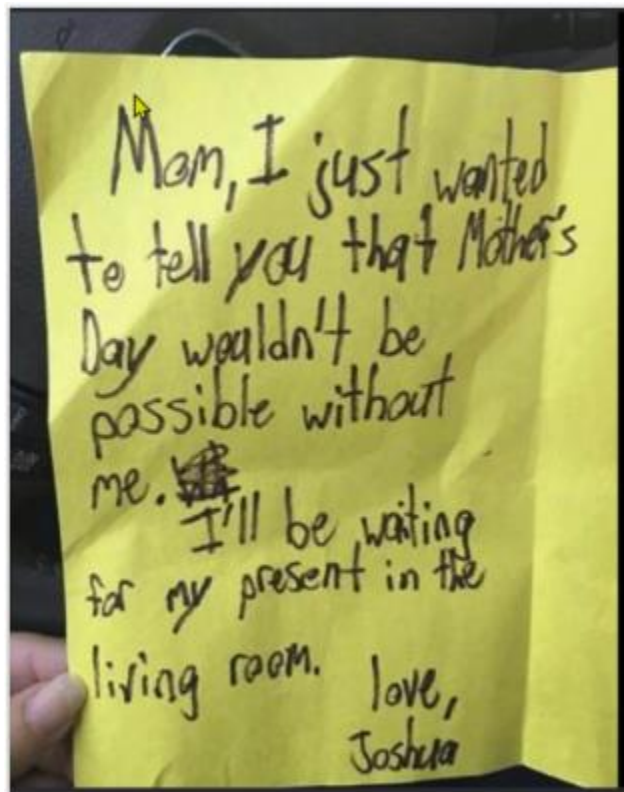 Mom, I just wanted
to tell you that Mother's
Day wouldn't be
possible without
me.
I'll be waiting
for my present in the
living room.
love,
Joshua